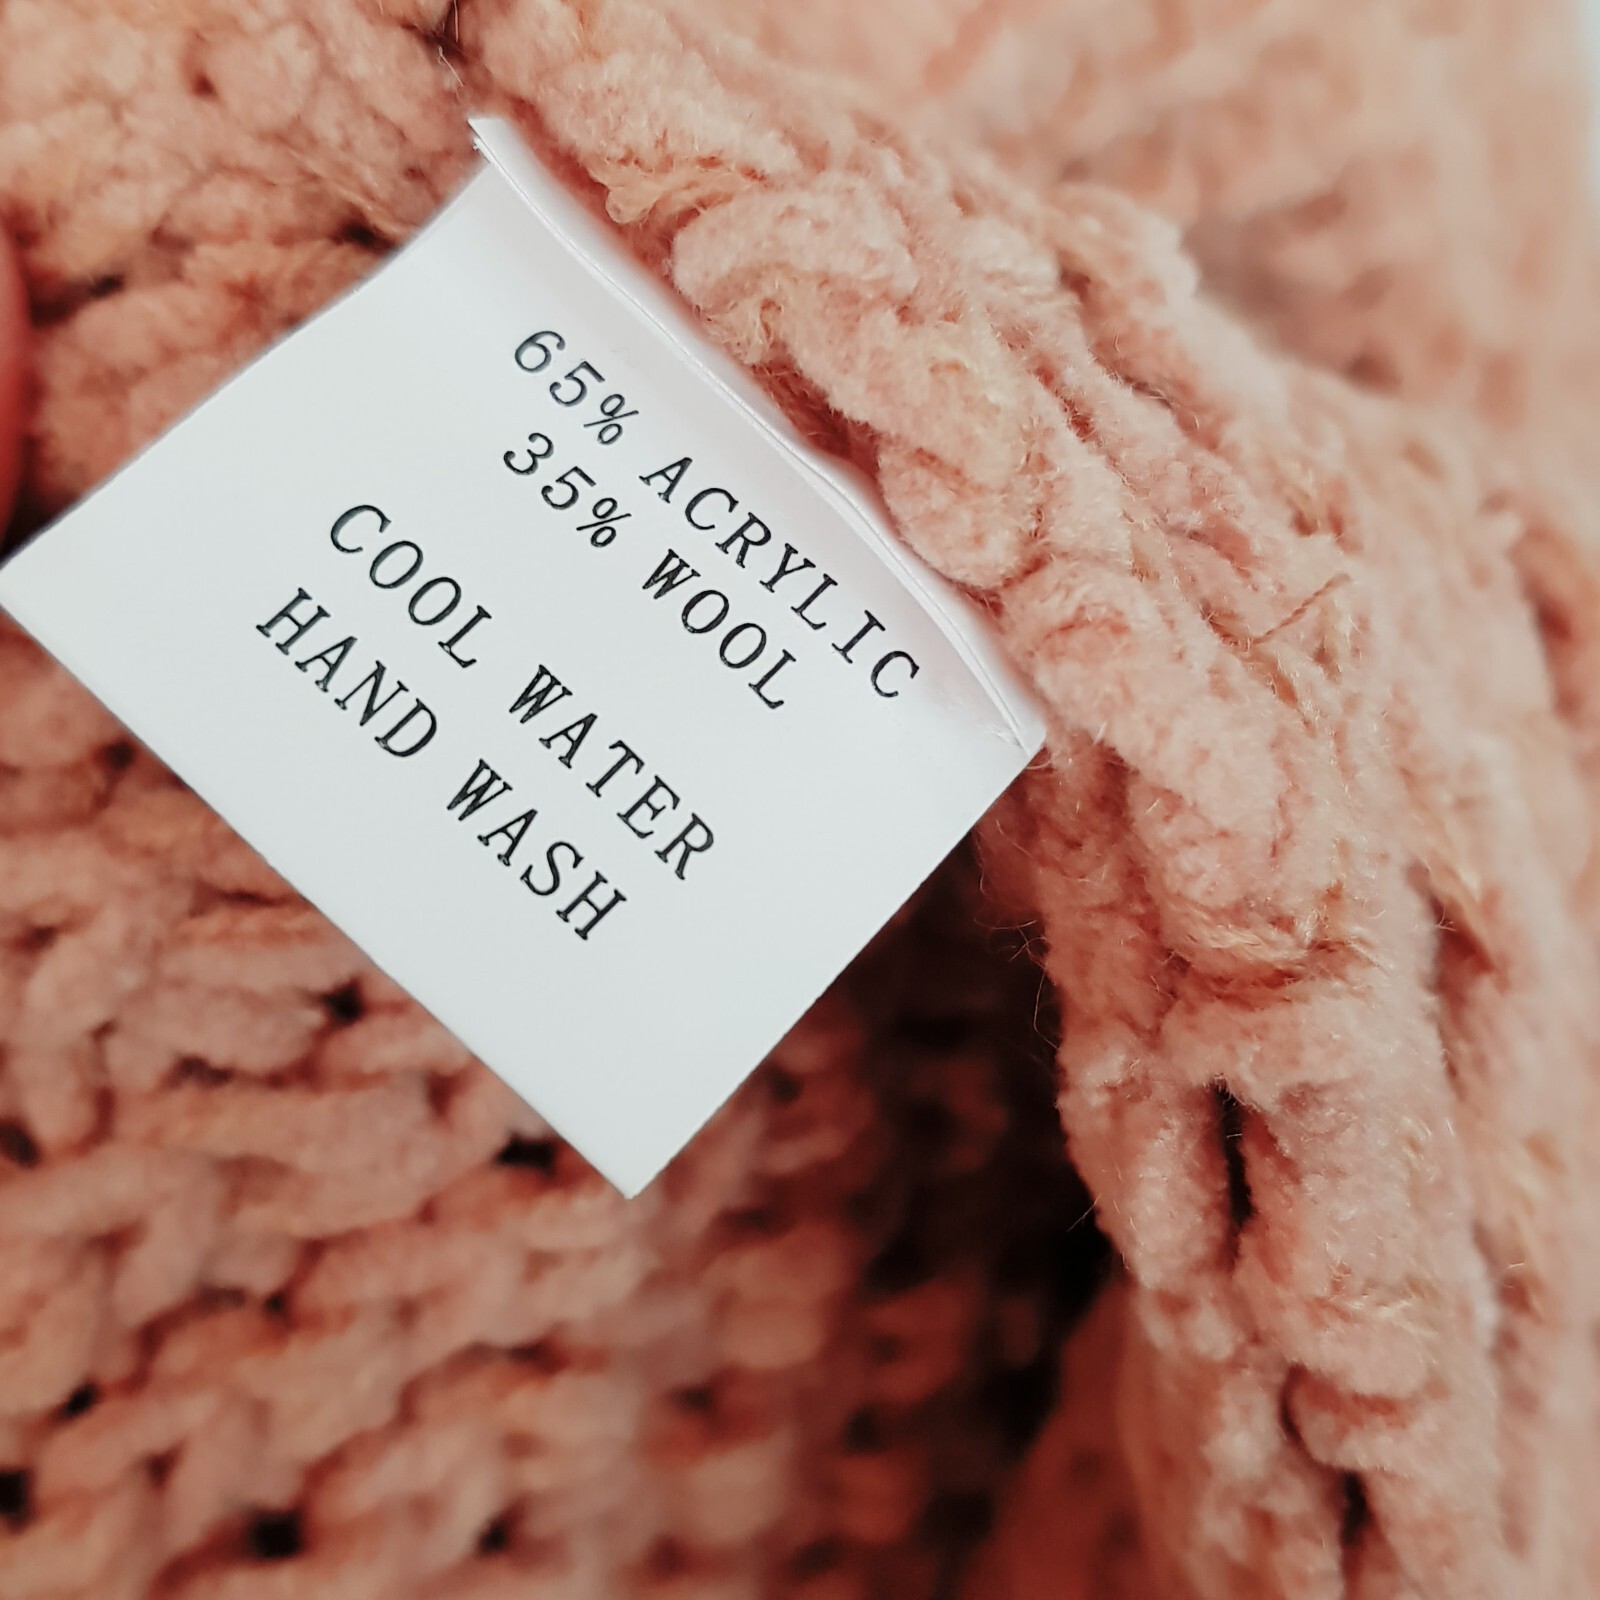 65% ACRYLIC
35% WOOL
COOL WATER
HAND WASH